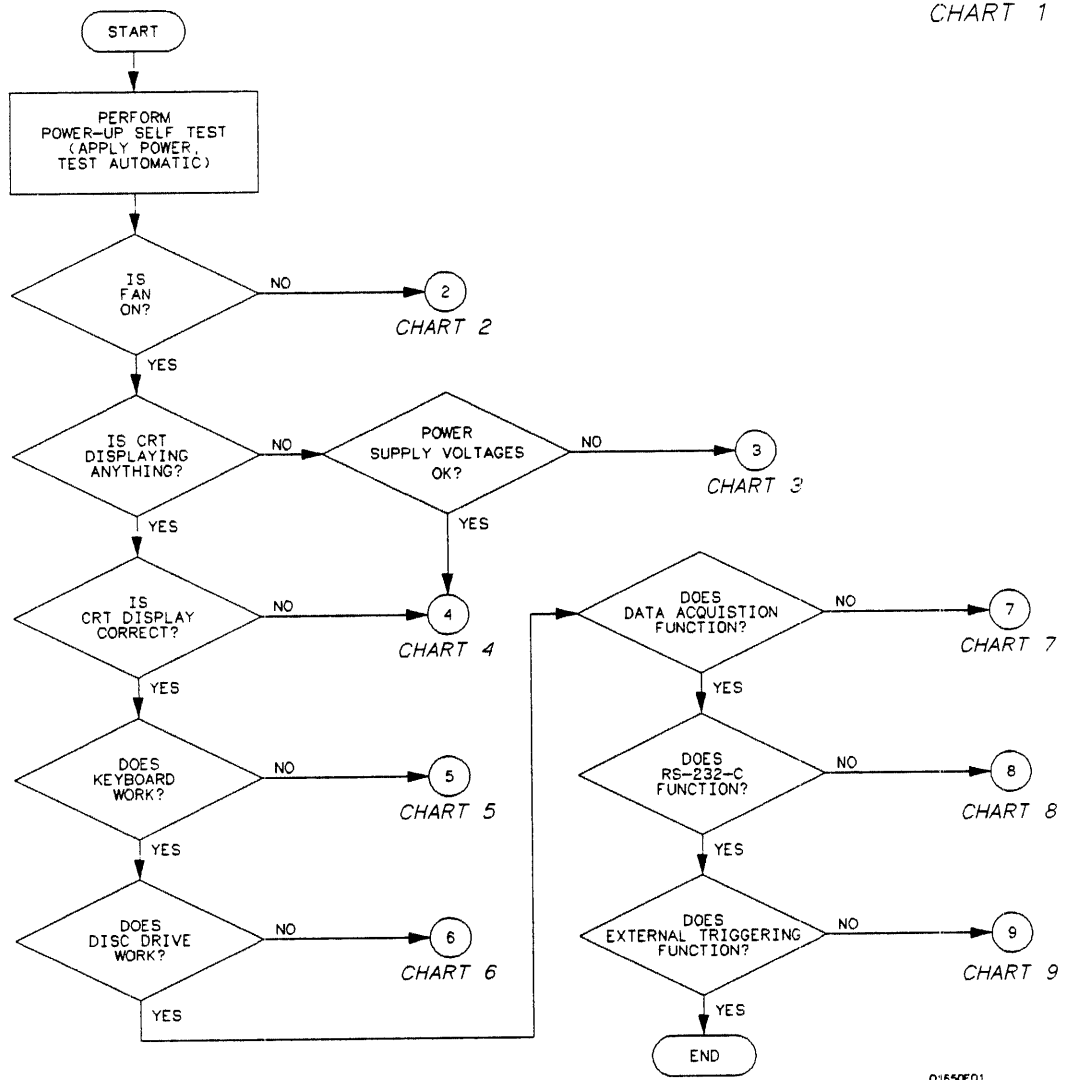 CHART 1
START
PERFORM
POWER-UP SELF TEST
(APPLY POWER,
TEST AUTOMATIC)
IS
FAN
ON?
NO
2
CHART 2
YES
IS CRT
DISPLAYING
ANYTHING?
NO
POWER
SUPPLY VOLTAGES
OK?
NO
3
CHART 3
YES
YES
IS
CRT DISPLAY
CORRECT?
NO
4
CHART 4
YES
DOES
KEYBOARD
WORK?
NO
5
CHART 5
YES
DOES
DISC DRIVE
WORK?
NO
6
CHART 6
YES
DOES
DATA ACQUISTION
FUNCTION?
NO
7
CHART 7
YES
DOES
RS-232-C
FUNCTION?
NO
8
CHART 8
YES
DOES
EXTERNAL TRIGGERING
FUNCTION?
NO
9
CHART 9
YES
END